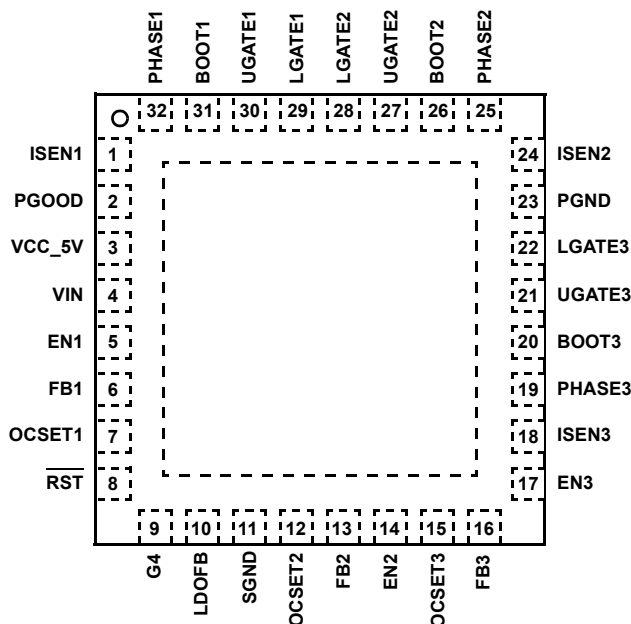 PHASE1 BOOT1 UGATE1 LGATE1 LGATE2 UGATE2 BOOT2 PHASE2
32 31 30 29 28 27 26 25
ISEN1 1 24 ISEN2
PGOOD 2 23 PGND
VCC_5V 3 22 LGATE3
VIN 4 21 UGATE3
EN1 5 20 BOOT3
FB1 6 19 PHASE3
OCSET1 7 18 ISEN3
RST 8 17 EN3
9 10 11 12 13 14 15 16
G4 LDOFB SGND OCSET2 FB2 EN2 OCSET3 FB3